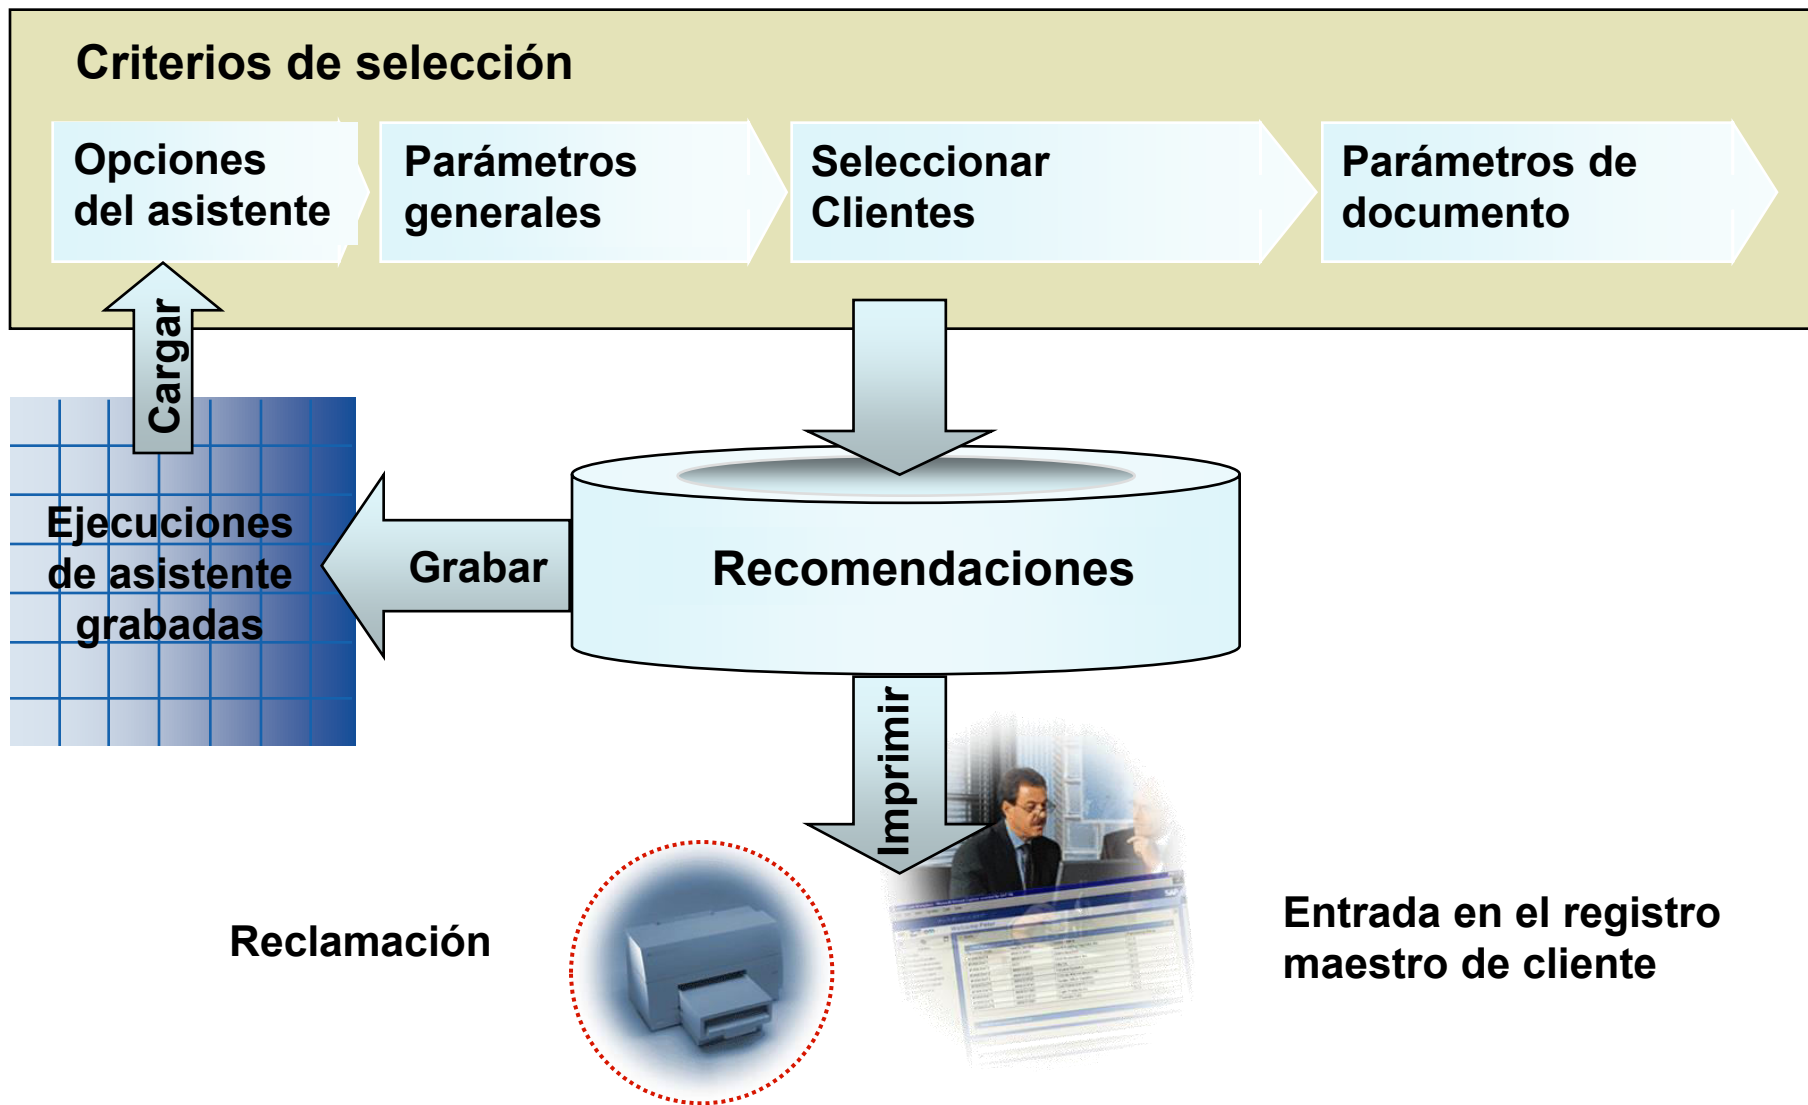 Criterios de selección
Opciones
del asistente
Parámetros
generales
Seleccionar
Clientes
Parámetros de
documento
Cargar
Ejecuciones
de asistente
grabadas
Grabar
Recomendaciones
Imprimir
Reclamación
Entrada en el registro
maestro de cliente